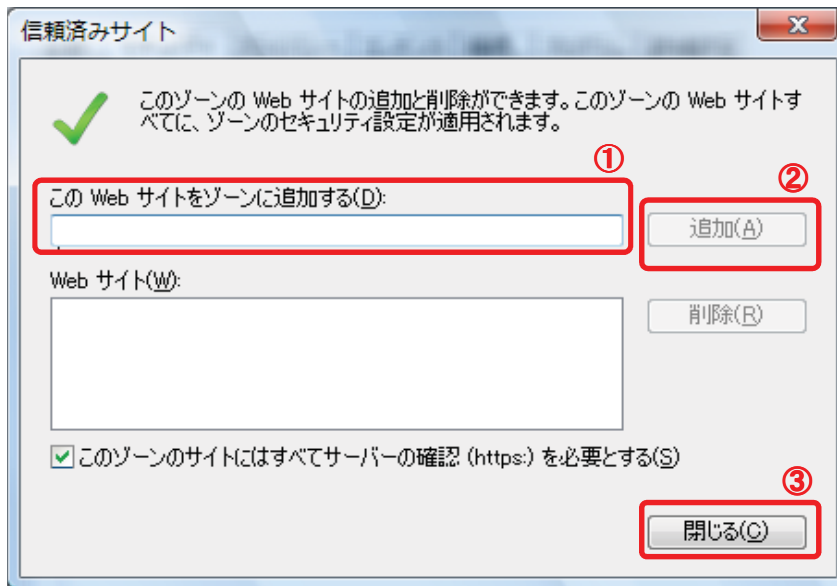 信頼済みサイト
このゾーンの Web サイトの追加と削除ができます。このゾーンの Web サイトす
べてに、ゾーンのセキュリティ設定が適用されます。
①
この Web サイトをゾーンに追加する(D):
②
追加(A)
Web サイト(W):
削除(R)
このゾーンのサイトにはすべてサーバーの確認 (https:) を必要とする(S)
③
閉じる(C)